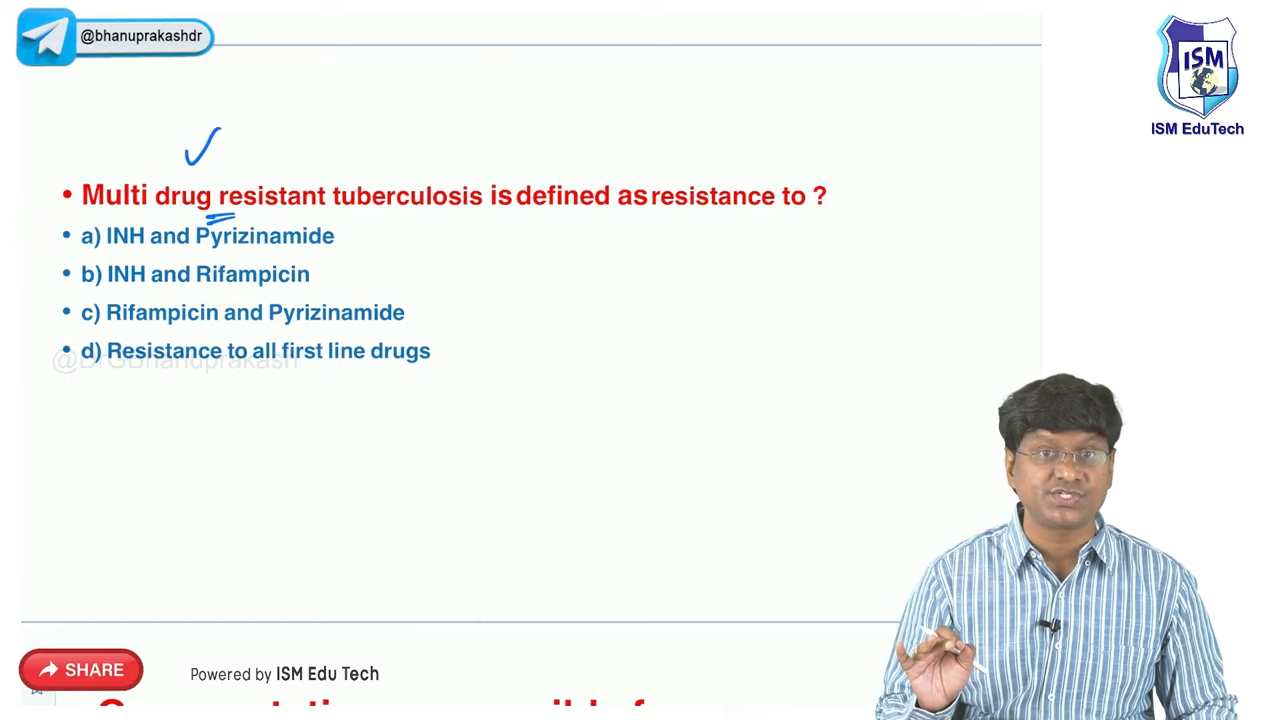 @bhanuprakashdr
ISM
ISM EduTech
• Multi drug resistant tuberculosis is defined as resistance to ?
• a) INH and Pyrizinamide
• b) INH and Rifampicin
• c) Rifampicin and Pyrizinamide
• d) Resistance to all first line drugs
@DrGBhanuprakash
SHARE
Powered by ISM Edu Tech